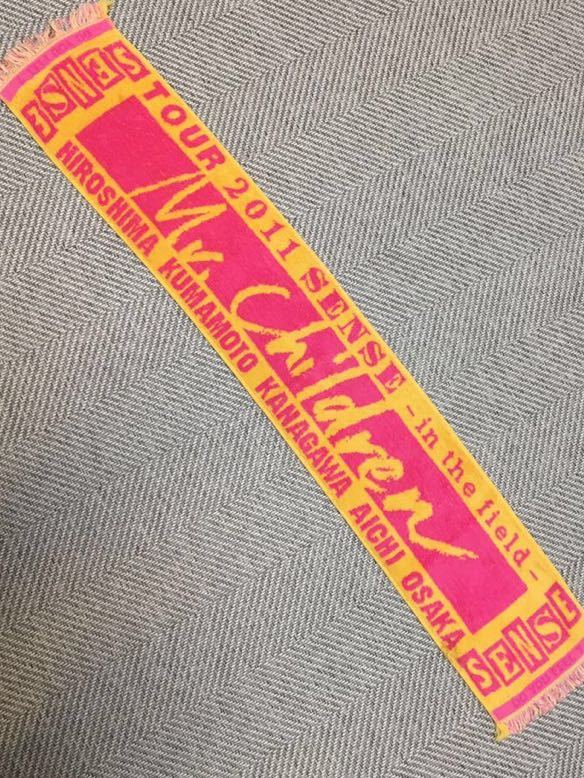 SENSE
TOUR 2011 SENSE - in the field -
Mr. Children
HIROSHIMA KUMAMOTO KANAGAWA AICHI OSAKA
SENSE